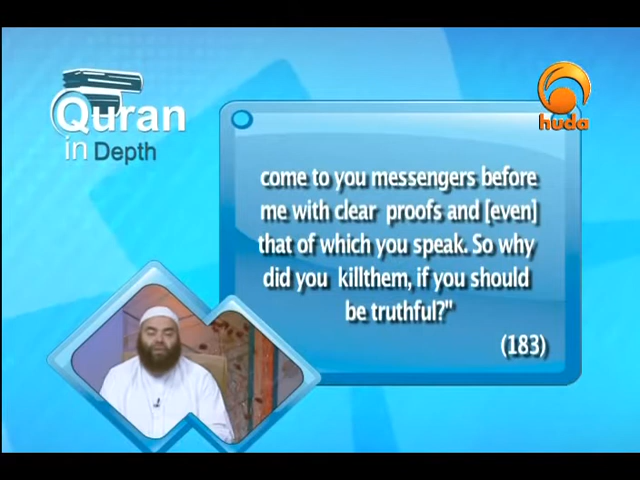 Quran
in Depth
huda
come to you messengers before
me with clear proofs and [even]
that of which you speak. So why
did you killthem, if you should
be truthful?"
(183)